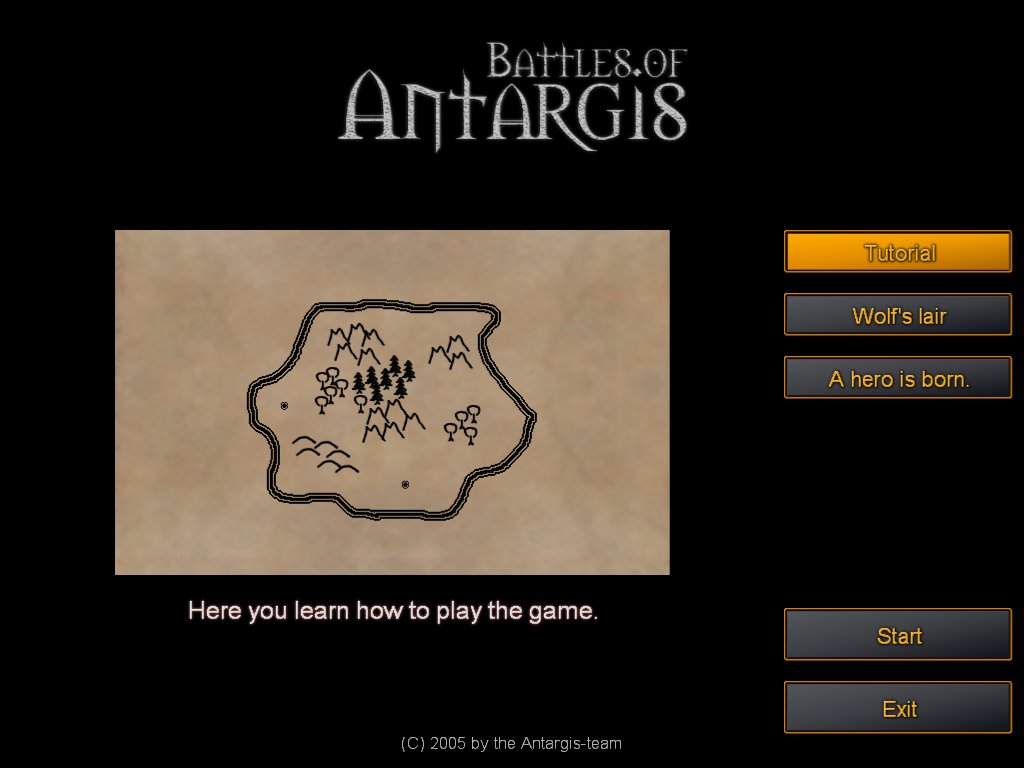 BATTLES OF
ANTARGIS
Tutorial
Wolf's lair
A hero is born.
Here you learn how to play the game.
Start
Exit
(C) 2005 by the Antargis-team